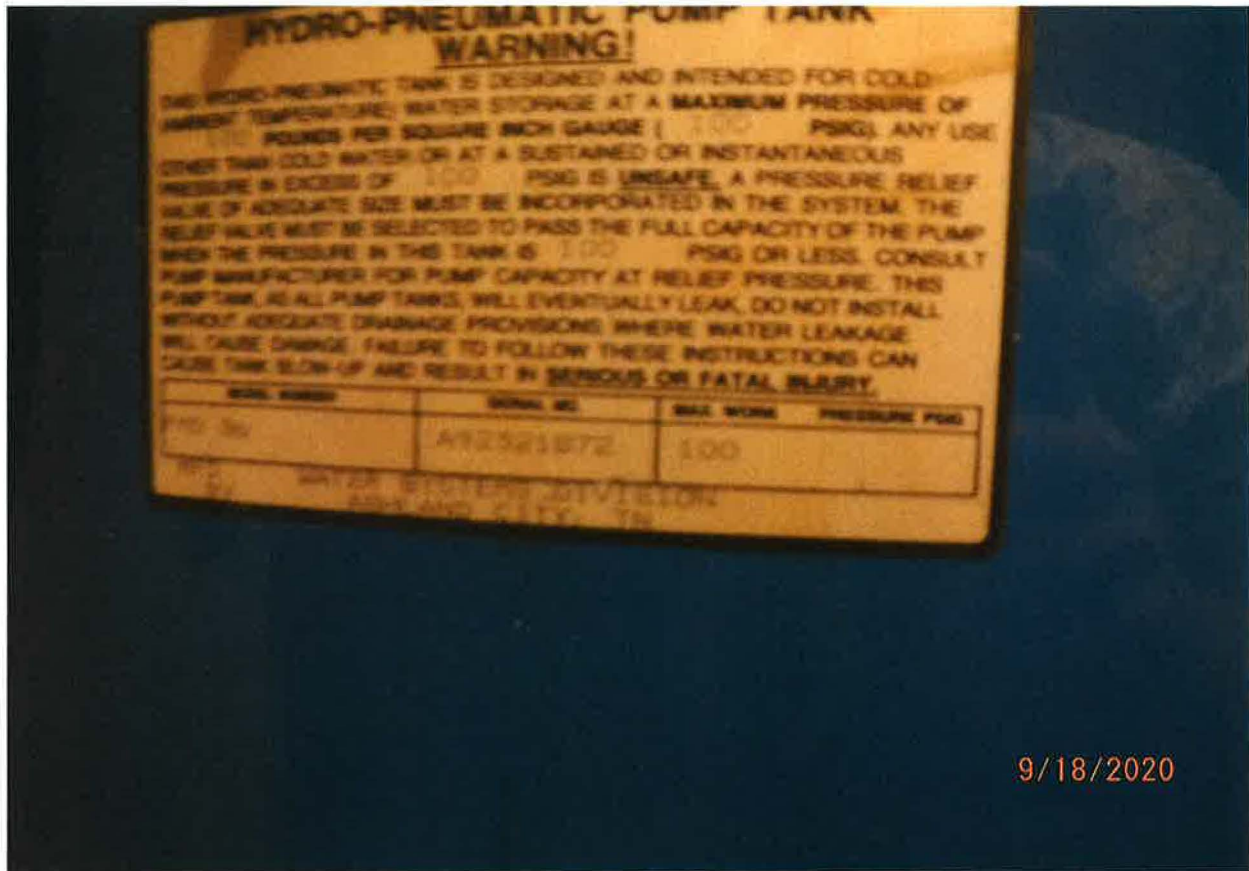 HYDRO-PNEUMATIC PUMP TANK
WARNING!
THIS HYDRO-PNEUMATIC TANK IS DESIGNED AND INTENDED FOR COLD
(AMBIENT TEMPERATURE) WATER STORAGE AT A MAXIMUM PRESSURE OF
POUNDS PER SQUARE INCH GAUGE ( 100 PSIG). ANY USE
OTHER THAN COLD WATER OR AT A SUSTAINED OR INSTANTANEOUS
PRESSURE IN EXCESS OF 100 PSIG IS UNSAFE. A PRESSURE RELIEF
VALVE OF ADEQUATE SIZE MUST BE INCORPORATED IN THE SYSTEM. THE
RELIEF VALVE MUST BE SELECTED TO PASS THE FULL CAPACITY OF THE PUMP
WHEN THE PRESSURE IN THIS TANK IS 100 PSIG OR LESS. CONSULT
PUMP MANUFACTURER FOR PUMP CAPACITY AT RELIEF PRESSURE. THIS
PUMP TANK, AS ALL PUMP TANKS, WILL EVENTUALLY LEAK, DO NOT INSTALL
WITHOUT ADEQUATE DRAINAGE PROVISIONS WHERE WATER LEAKAGE
WILL CAUSE DAMAGE. FAILURE TO FOLLOW THESE INSTRUCTIONS CAN
CAUSE TANK BLOW-UP AND RESULT IN SERIOUS OR FATAL INJURY.
MODEL NUMBER SERIAL NO. MAX. WORK. PRESSURE PSIG
100
WATER SYSTEMS DIVISION
ASHLAND CITY, TN
9/18/2020